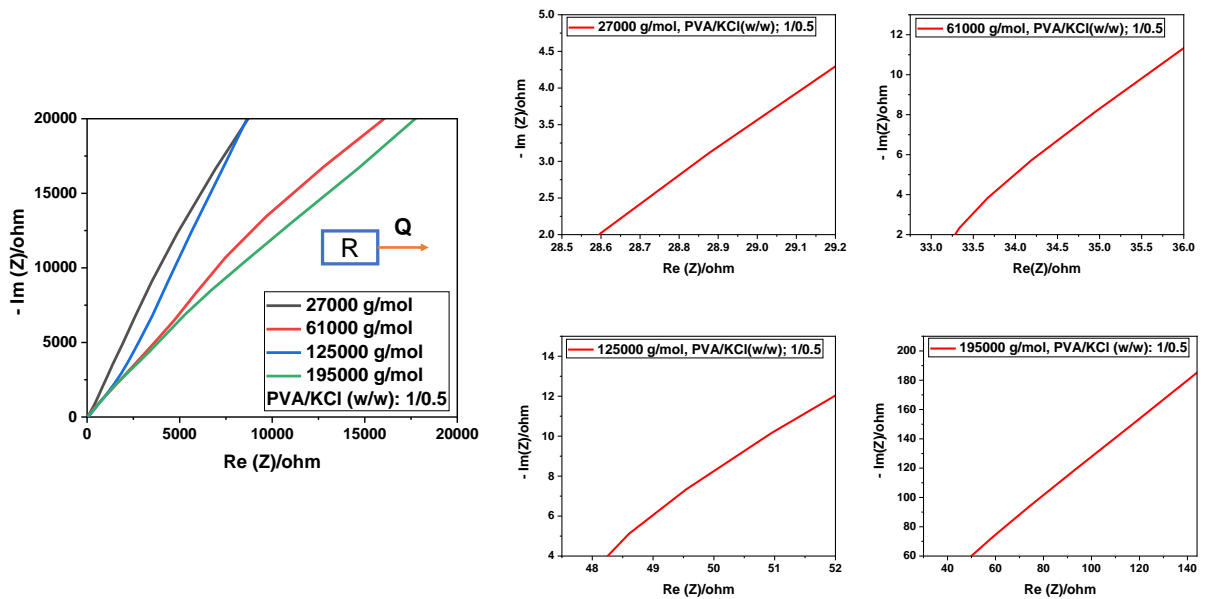 20000
15000
10000
5000
0
- Im (Z)/ohm
R
Q
27000 g/mol
61000 g/mol
125000 g/mol
195000 g/mol
PVA/KCl (w/w): 1/0.5
0 5000 10000 15000 20000
Re (Z)/ohm
27000 g/mol, PVA/KCl(w/w); 1/0.5
5.0
4.5
4.0
3.5
3.0
2.5
2.0
- Im (Z)/ohm
28.5 28.6 28.7 28.8 28.9 29.0 29.1 29.2
Re (Z)/ohm
61000 g/mol, PVA/KCl(w/w); 1/0.5
12
10
8
6
4
2
- Im(Z)/ohm
33.0 33.5 34.0 34.5 35.0 35.5 36.0
Re(Z)/ohm
125000 g/mol, PVA/KCl(w/w); 1/0.5
14
12
10
8
6
4
- Im(Z)/ohm
48 49 50 51 52
Re (Z)/ohm
195000 g/mol, PVA/KCl (w/w): 1/0.5
200
180
160
140
120
100
80
60
- Im(Z)/ohm
40 60 80 100 120 140
Re (Z)/ohm